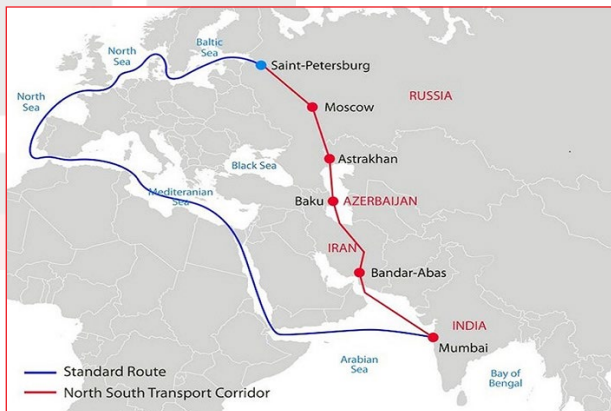 Baltic
Sea
North
Sea
Saint-Petersburg
North
Sea
Moscow
RUSSIA
Astrakhan
Black Sea
Mediteranian
Sea
Baku
AZERBAIJAN
IRAN
Bandar-Abas
INDIA
Mumbai
Arabian
Sea
Bay of
Bengal
Standard Route
North South Transport Corridor